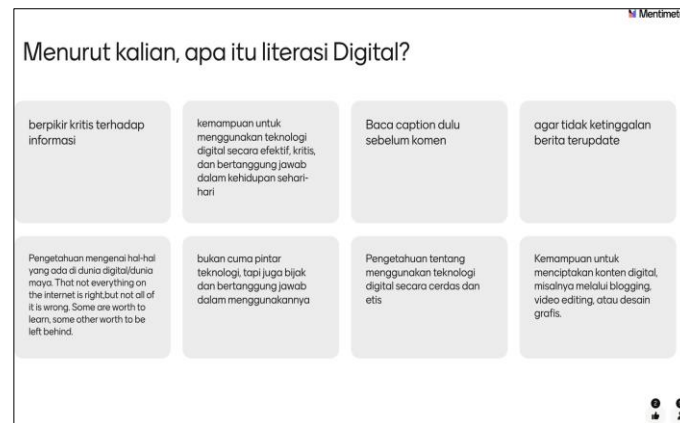 Mentimet
Menurut kalian, apa itu literasi Digital?
berpikir kritis terhadap
informasi
kemampuan untuk
menggunakan teknologi
digital secara efektif, kritis,
dan bertanggung jawab
dalam kehidupan sehari-
hari
Baca caption dulu
sebelum komen
agar tidak ketinggalan
berita terupdate
Pengetahuan mengenai hal-hal
yang ada di dunia digital/dunia
maya. That not everything on
the internet is right,but not all of
it is wrong. Some are worth to
learn, some other worth to be
left behind.
bukan cuma pintar
teknologi, tapi juga bijak
dan bertanggung jawab
dalam menggunakannya
Pengetahuan tentang
menggunakan teknologi
digital secara cerdas dan
etis
Kemampuan untuk
menciptakan konten digital,
misalnya melalui blogging,
video editing, atau desain
grafis.